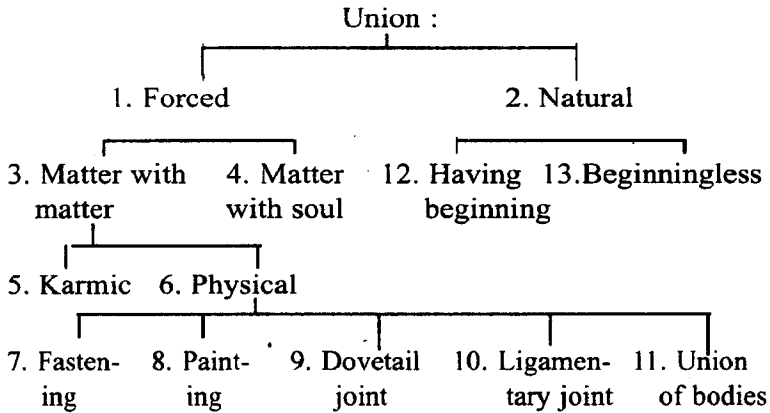 Union :
1. Forced 2. Natural
3. Matter with 4. Matter 12. Having 13.Beginningless
matter with soul beginning
5. Karmic 6. Physical
7. Fasten- 8. Paint- 9. Dovetail 10. Ligamen- 11. Union
ing ing joint tary joint of bodies